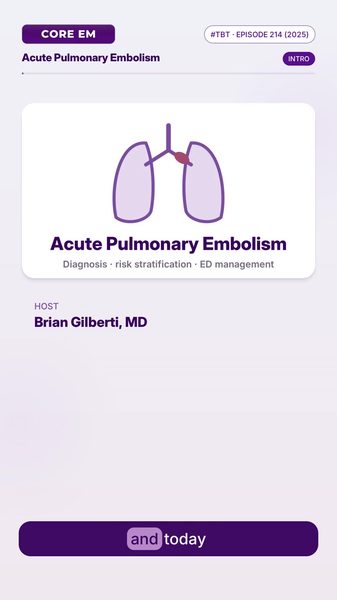 CORE EM
#TBT · EPISODE 214 (2025)
Acute Pulmonary Embolism
INTRO
Acute Pulmonary Embolism
Diagnosis · risk stratification · ED management
HOST
Brian Gilberti, MD
and today